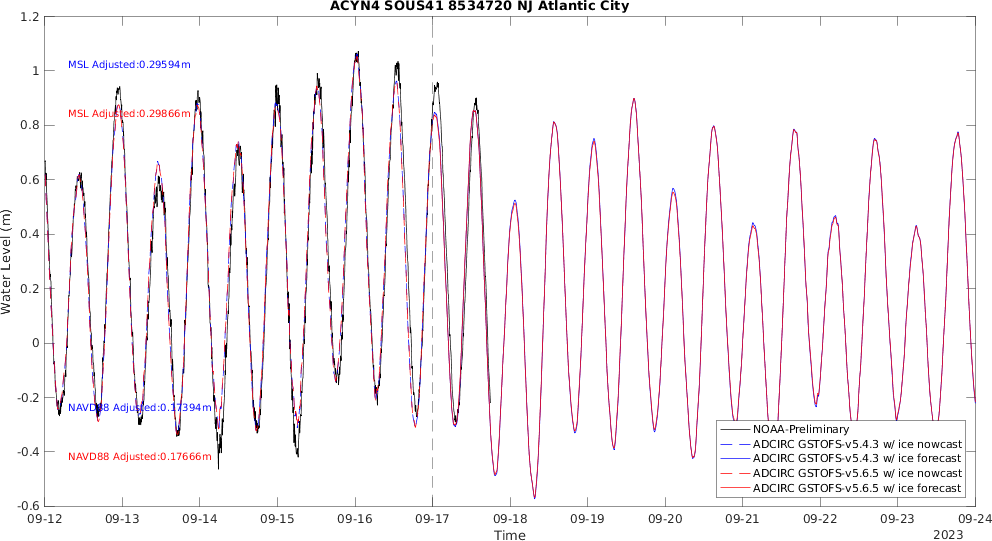 ACYN4 SOUS41 8534720 NJ Atlantic City
1.2
1
0.8
0.6
0.4
0.2
0
-0.2
-0.4
-0.6
Water Level (m)
MSL Adjusted:0.29594m
MSL Adjusted:0.29866m
NAVD88 Adjusted:0.17394m
NAVD88 Adjusted:0.17666m
NOAA-Preliminary
ADCIRC GSTOFS-v5.4.3 w/ ice nowcast
ADCIRC GSTOFS-v5.4.3 w/ ice forecast
ADCIRC GSTOFS-v5.6.5 w/ ice nowcast
ADCIRC GSTOFS-v5.6.5 w/ ice forecast
09-12 09-13 09-14 09-15 09-16 09-17 09-18 09-19 09-20 09-21 09-22 09-23 09-24
Time
2023